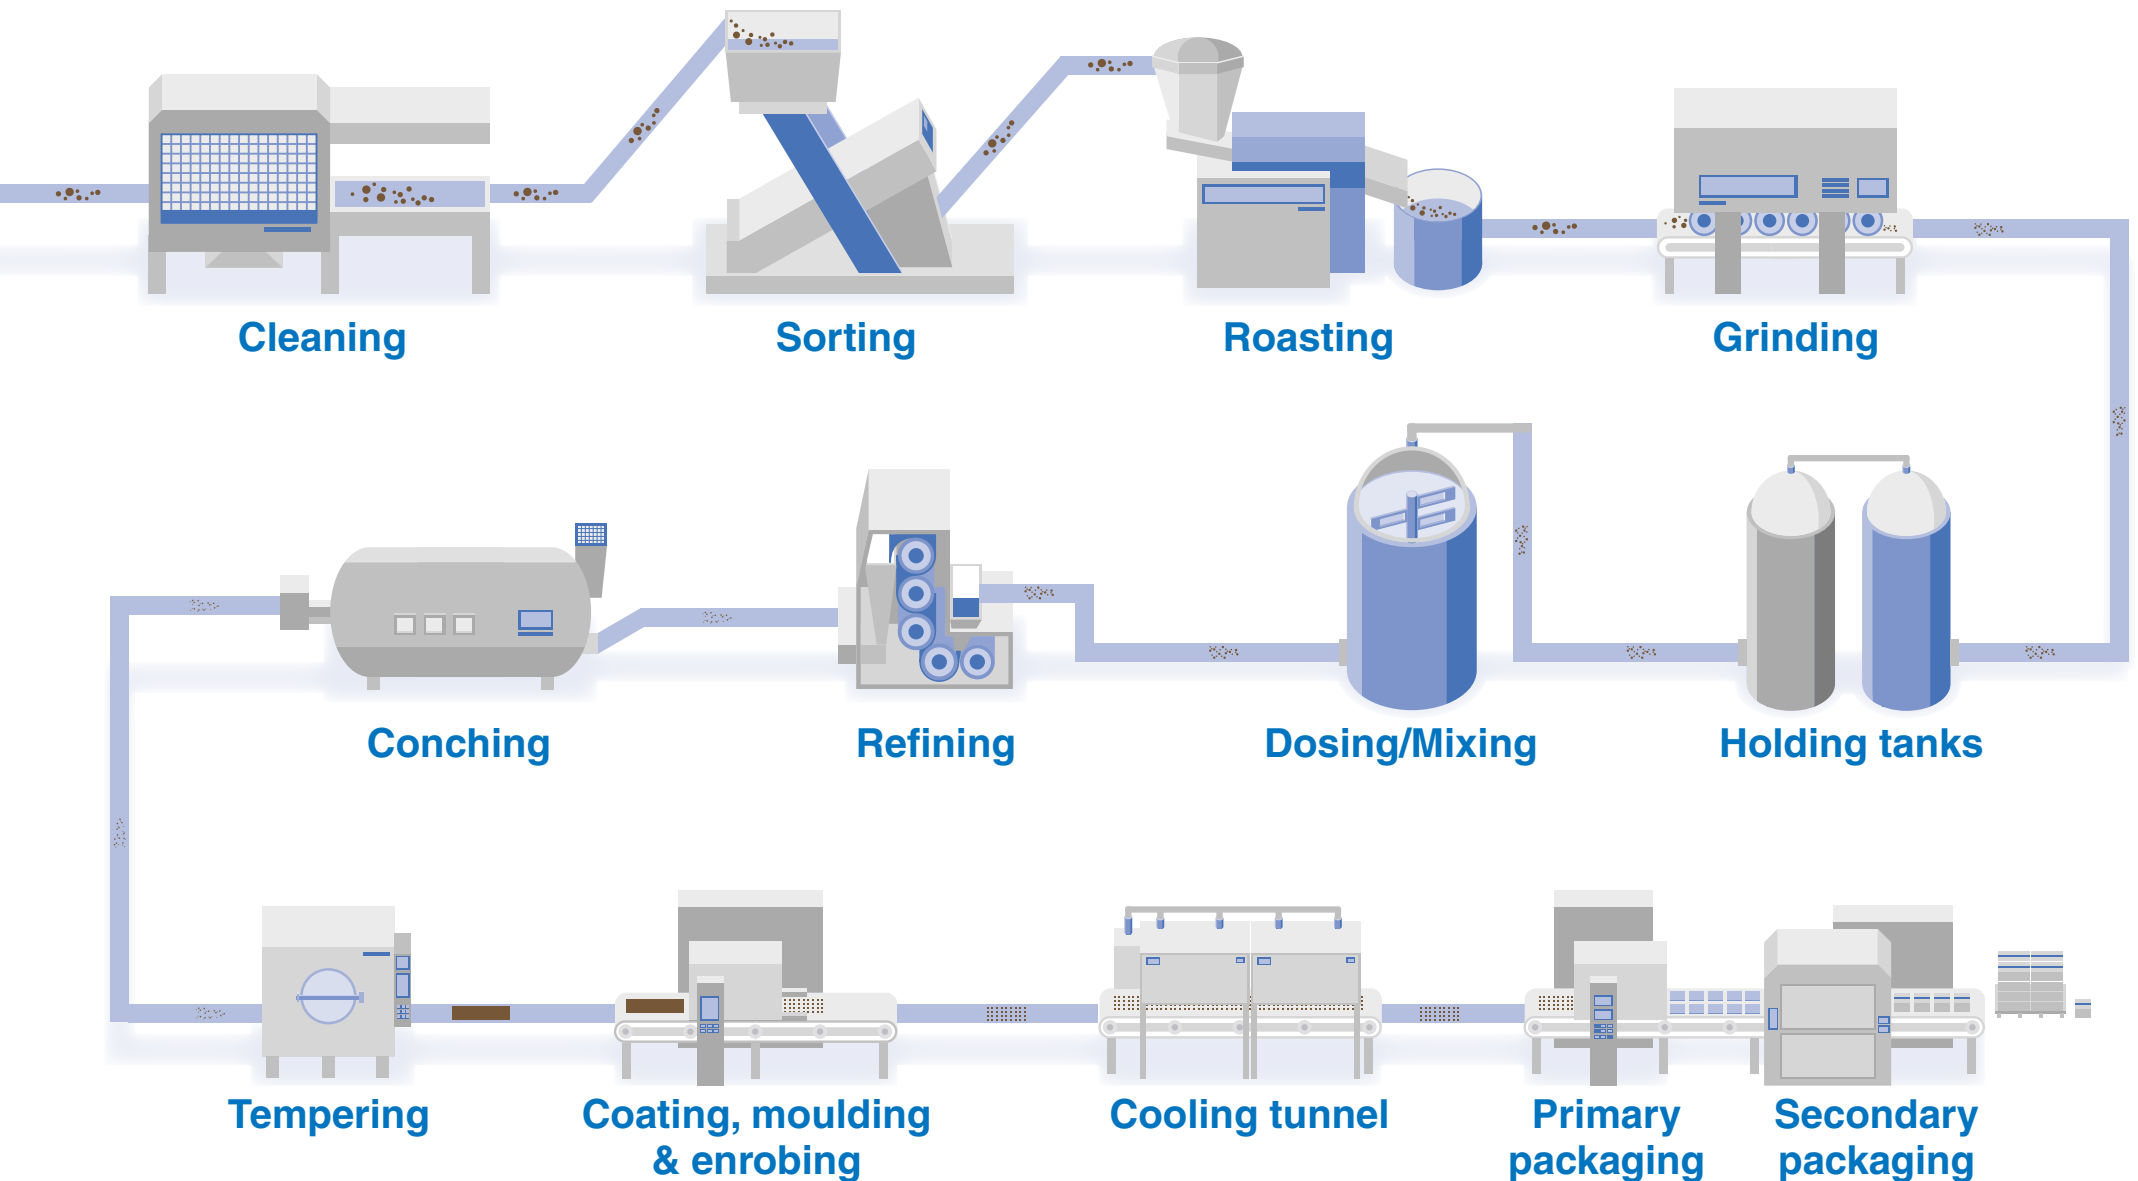 Cleaning
Sorting
Roasting
Grinding
Conching
Refining
Dosing/Mixing
Holding tanks
Tempering
Coating, moulding
& enrobing
Cooling tunnel
Primary
packaging
Secondary
packaging